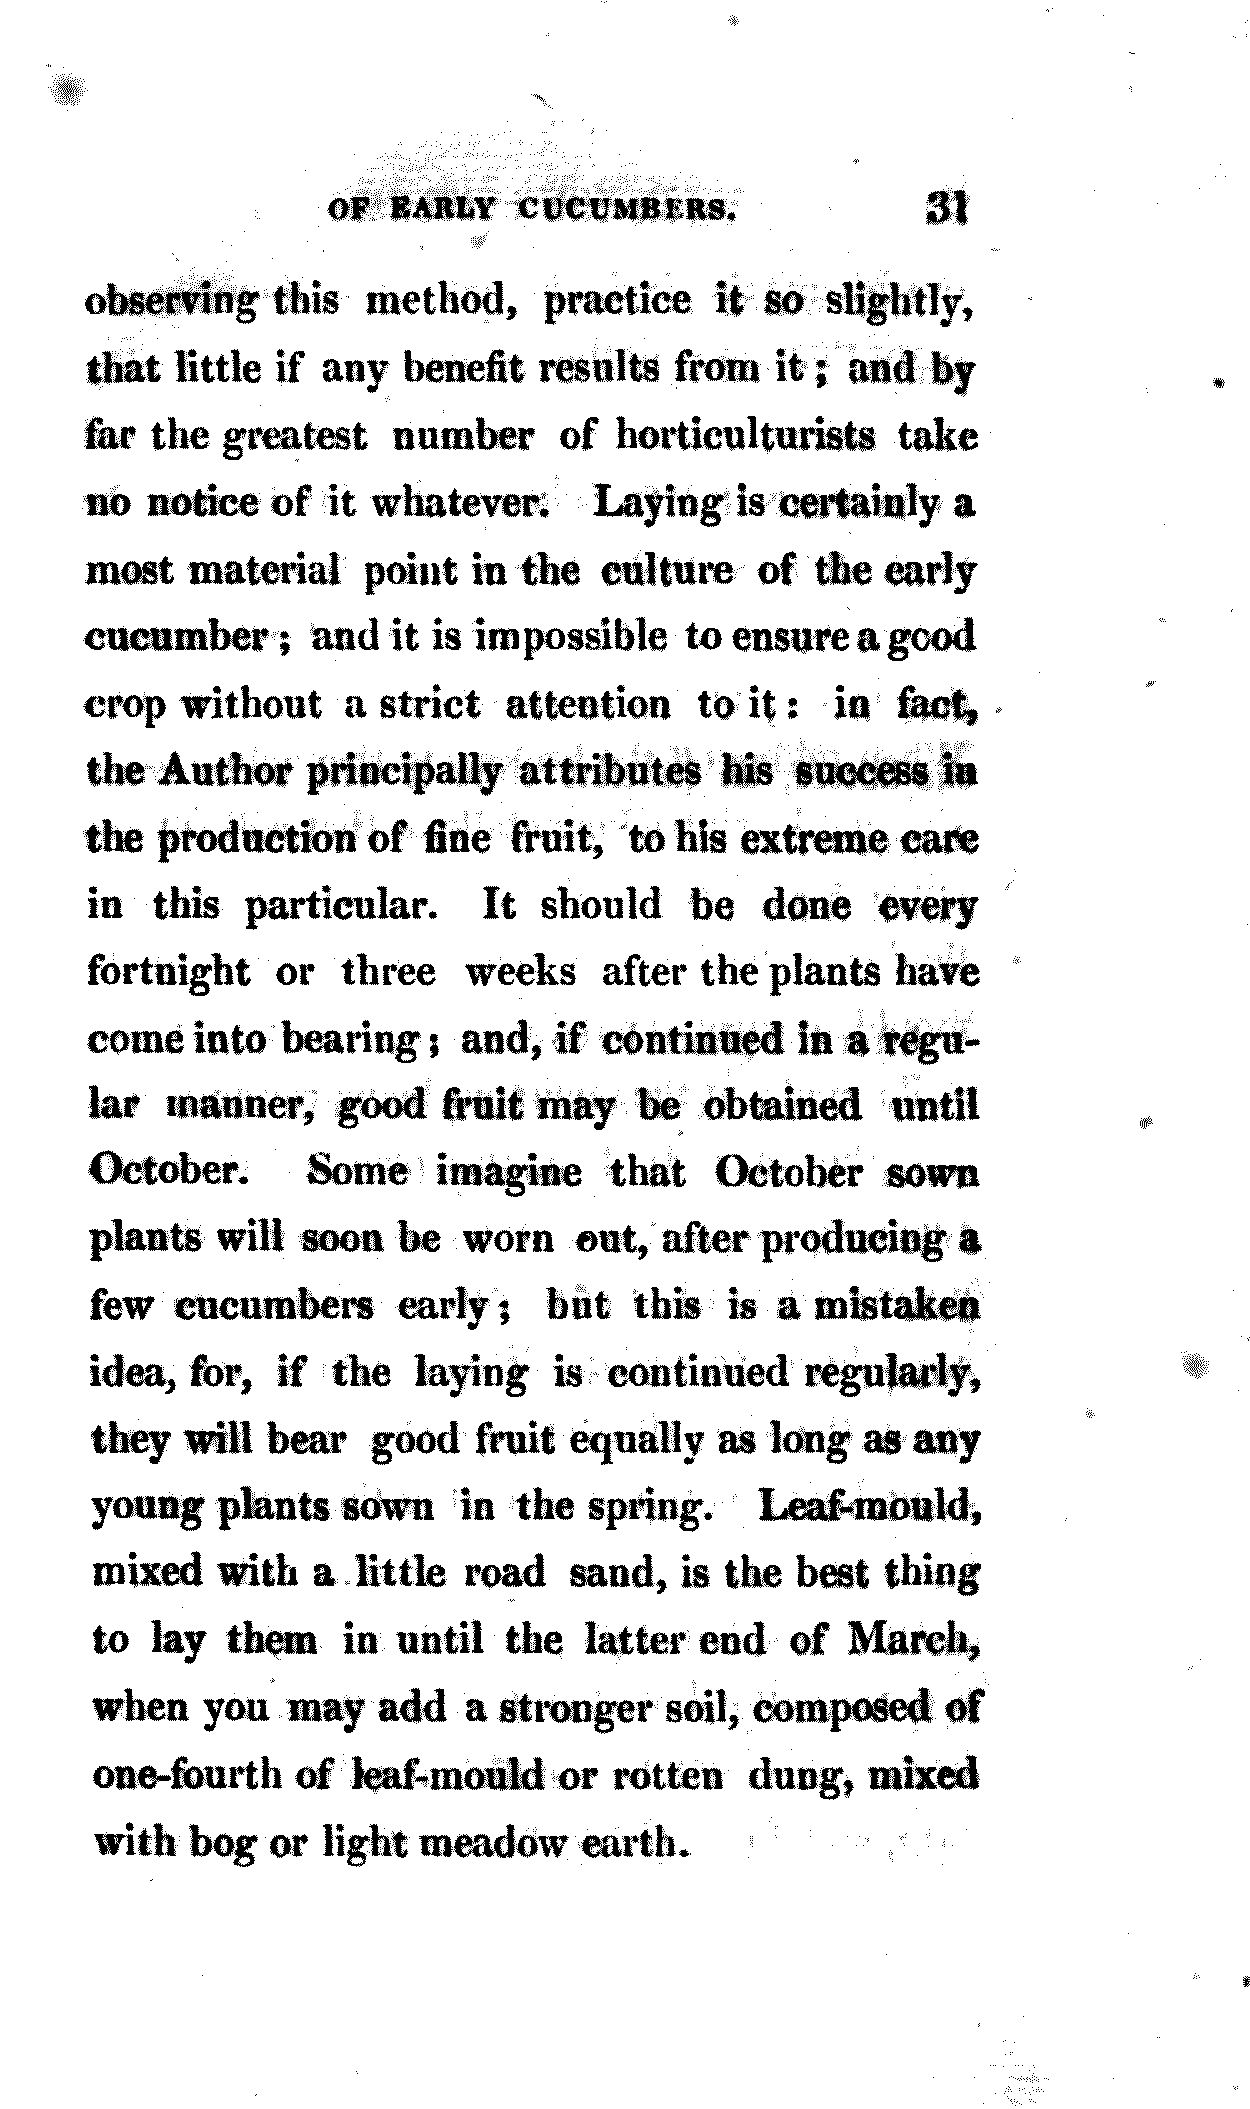 OF EARLY CUCUMBERS. 31
observing this method, practice it so slightly,
that little if any benefit results from it; and by
far the greatest number of horticulturists take
no notice of it whatever. Laying is certainly a
most material point in the culture of the early
cucumber; and it is impossible to ensure a good
crop without a strict attention to it: in fact,
the Author principally attributes his success in
the production of fine fruit, to his extreme care
in this particular. It should be done every
fortnight or three weeks after the plants have
come into bearing; and, if continued in a regu-
lar manner, good fruit may be obtained until
October. Some imagine that October sown
plants will soon be worn out, after producing a
few cucumbers early; but this is a mistaken
idea, for, if the laying is continued regularly,
they will bear good fruit equally as long as any
young plants sown in the spring. Leaf-mould,
mixed with a little road sand, is the best thing
to lay them in until the latter end of March,
when you may add a stronger soil, composed of
one-fourth of leaf-mould or rotten dung, mixed
with bog or light meadow earth.